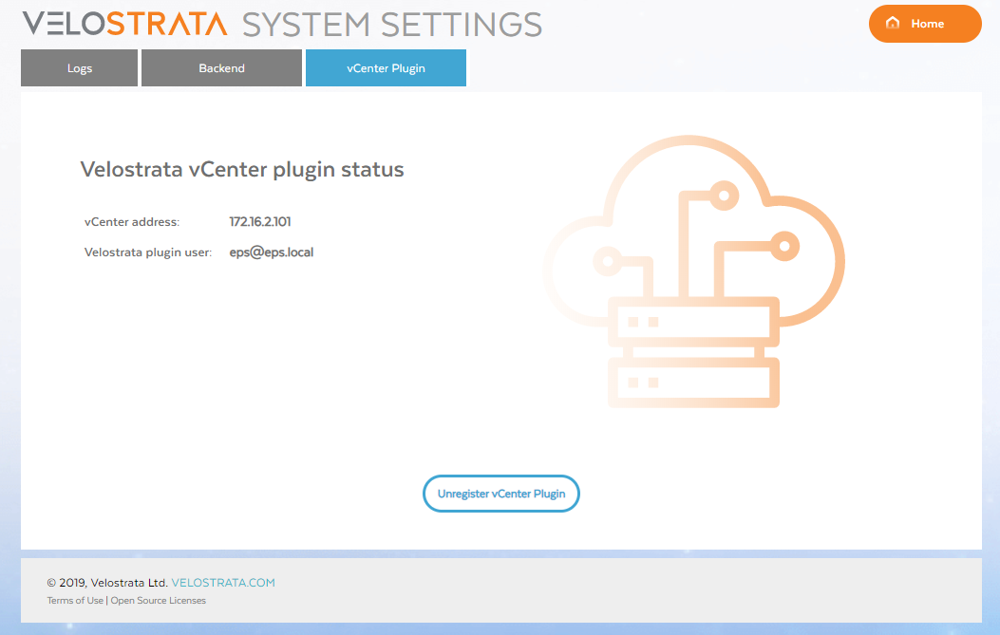 VELOSTRATA SYSTEM SETTINGS
Home
Logs
Backend
vCenter Plugin
Velostrata vCenter plugin status
vCenter address: 172.16.2.101
Velostrata plugin user: eps@eps.local
Unregister vCenter Plugin
© 2019, Velostrata Ltd. VELOSTRATA.COM
Terms of Use | Open Source Licenses